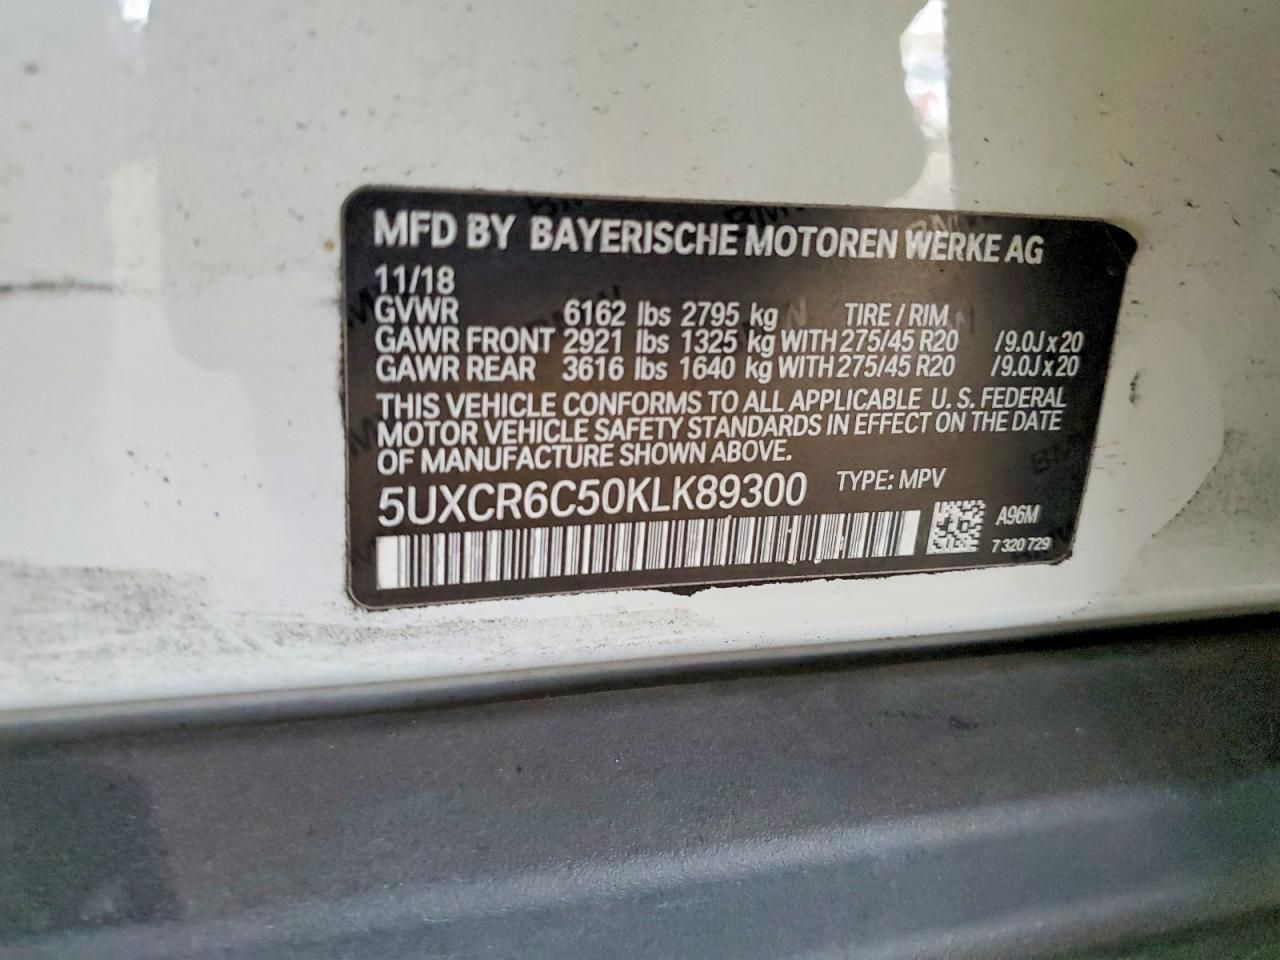 MFD BY BAYERISCHE MOTOREN WERKE AG
11/18
GVWR 6162 lbs 2795 kg TIRE / RIM
GAWR FRONT 2921 lbs 1325 kg WITH 275/45 R20 /9.0J x 20
GAWR REAR 3616 lbs 1640 kg WITH 275/45 R20 /9.0J x 20
THIS VEHICLE CONFORMS TO ALL APPLICABLE U. S. FEDERAL
MOTOR VEHICLE SAFETY STANDARDS IN EFFECT ON THE DATE
OF MANUFACTURE SHOWN ABOVE.
5UXCR6C50KLK89300 TYPE: MPV
A96M
7 320 729